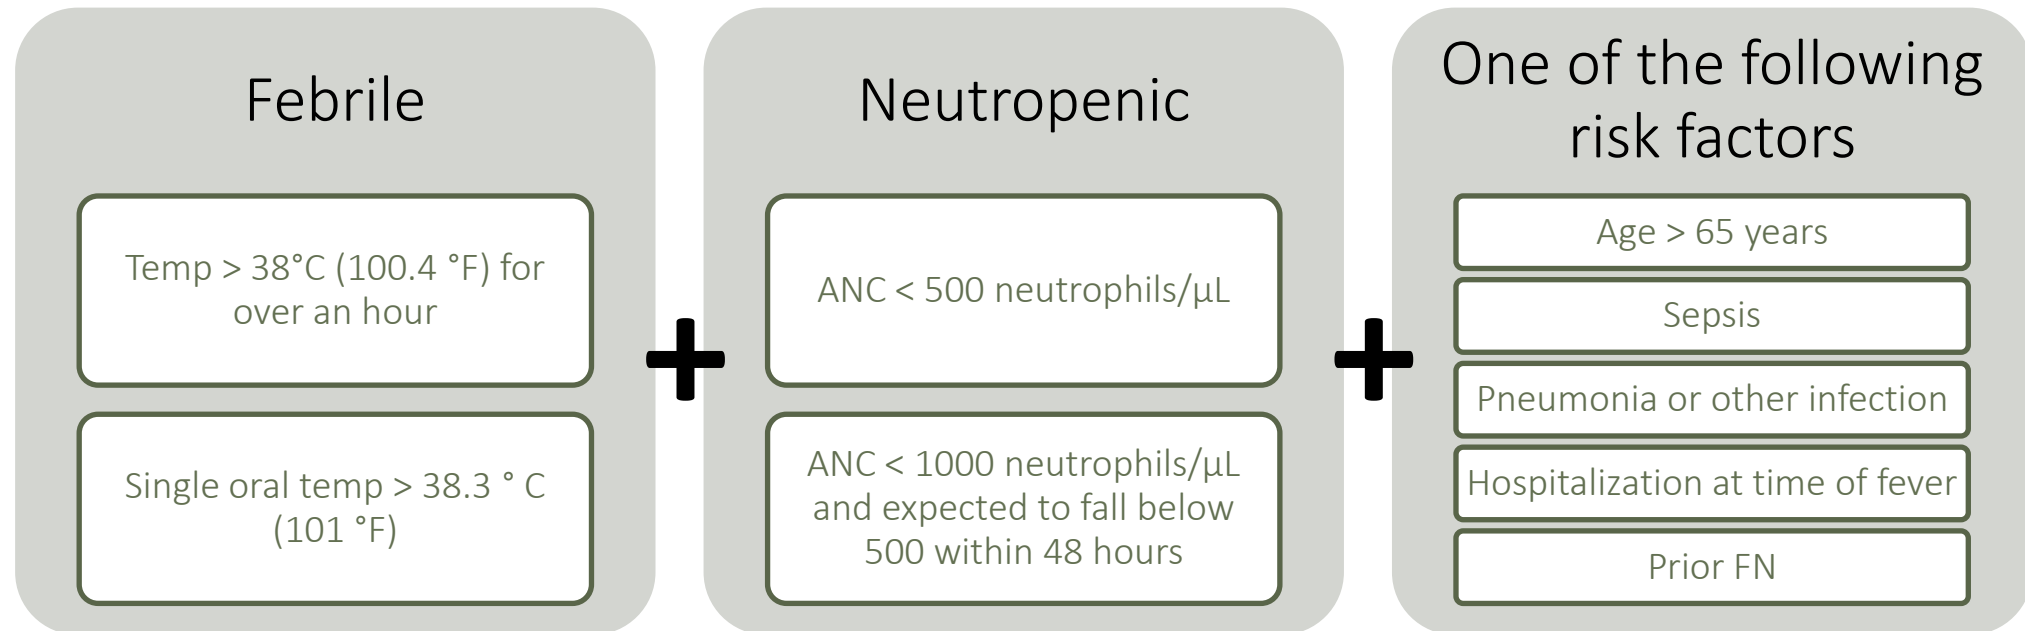 Febrile
Temp > 38°C (100.4 °F) for
over an hour
Single oral temp > 38.3 ° C
(101 °F)
+
Neutropenic
ANC < 500 neutrophils/µL
ANC < 1000 neutrophils/µL
and expected to fall below
500 within 48 hours
+
One of the following
risk factors
Age > 65 years
Sepsis
Pneumonia or other infection
Hospitalization at time of fever
Prior FN